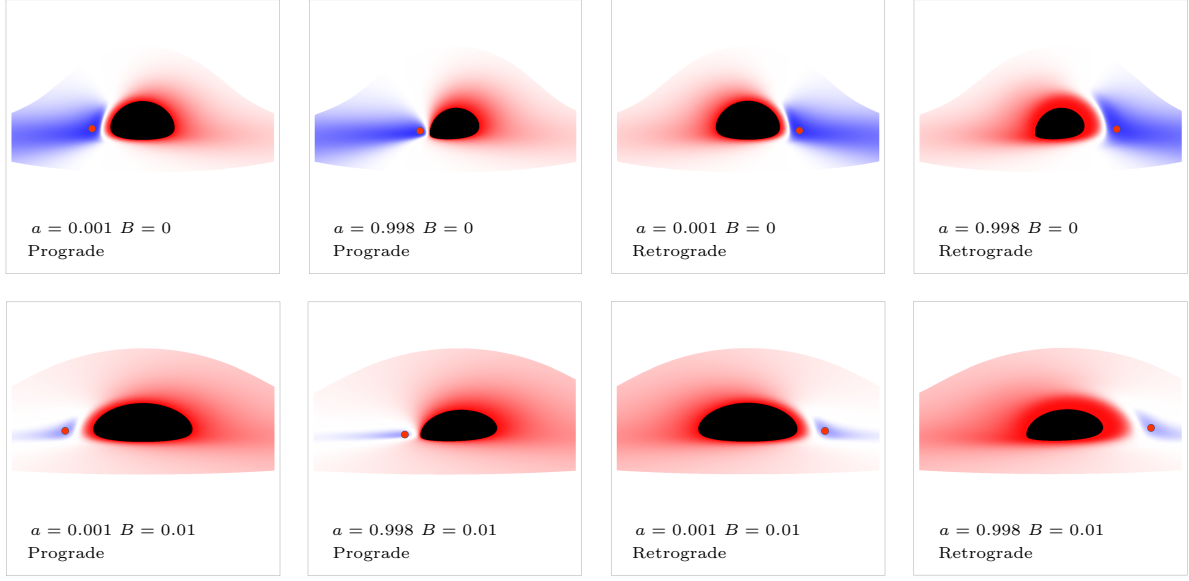 a = 0.001 B = 0
Prograde
a = 0.998 B = 0
Prograde
a = 0.001 B = 0
Retrograde
a = 0.998 B = 0
Retrograde
a = 0.001 B = 0.01
Prograde
a = 0.998 B = 0.01
Prograde
a = 0.001 B = 0.01
Retrograde
a = 0.998 B = 0.01
Retrograde